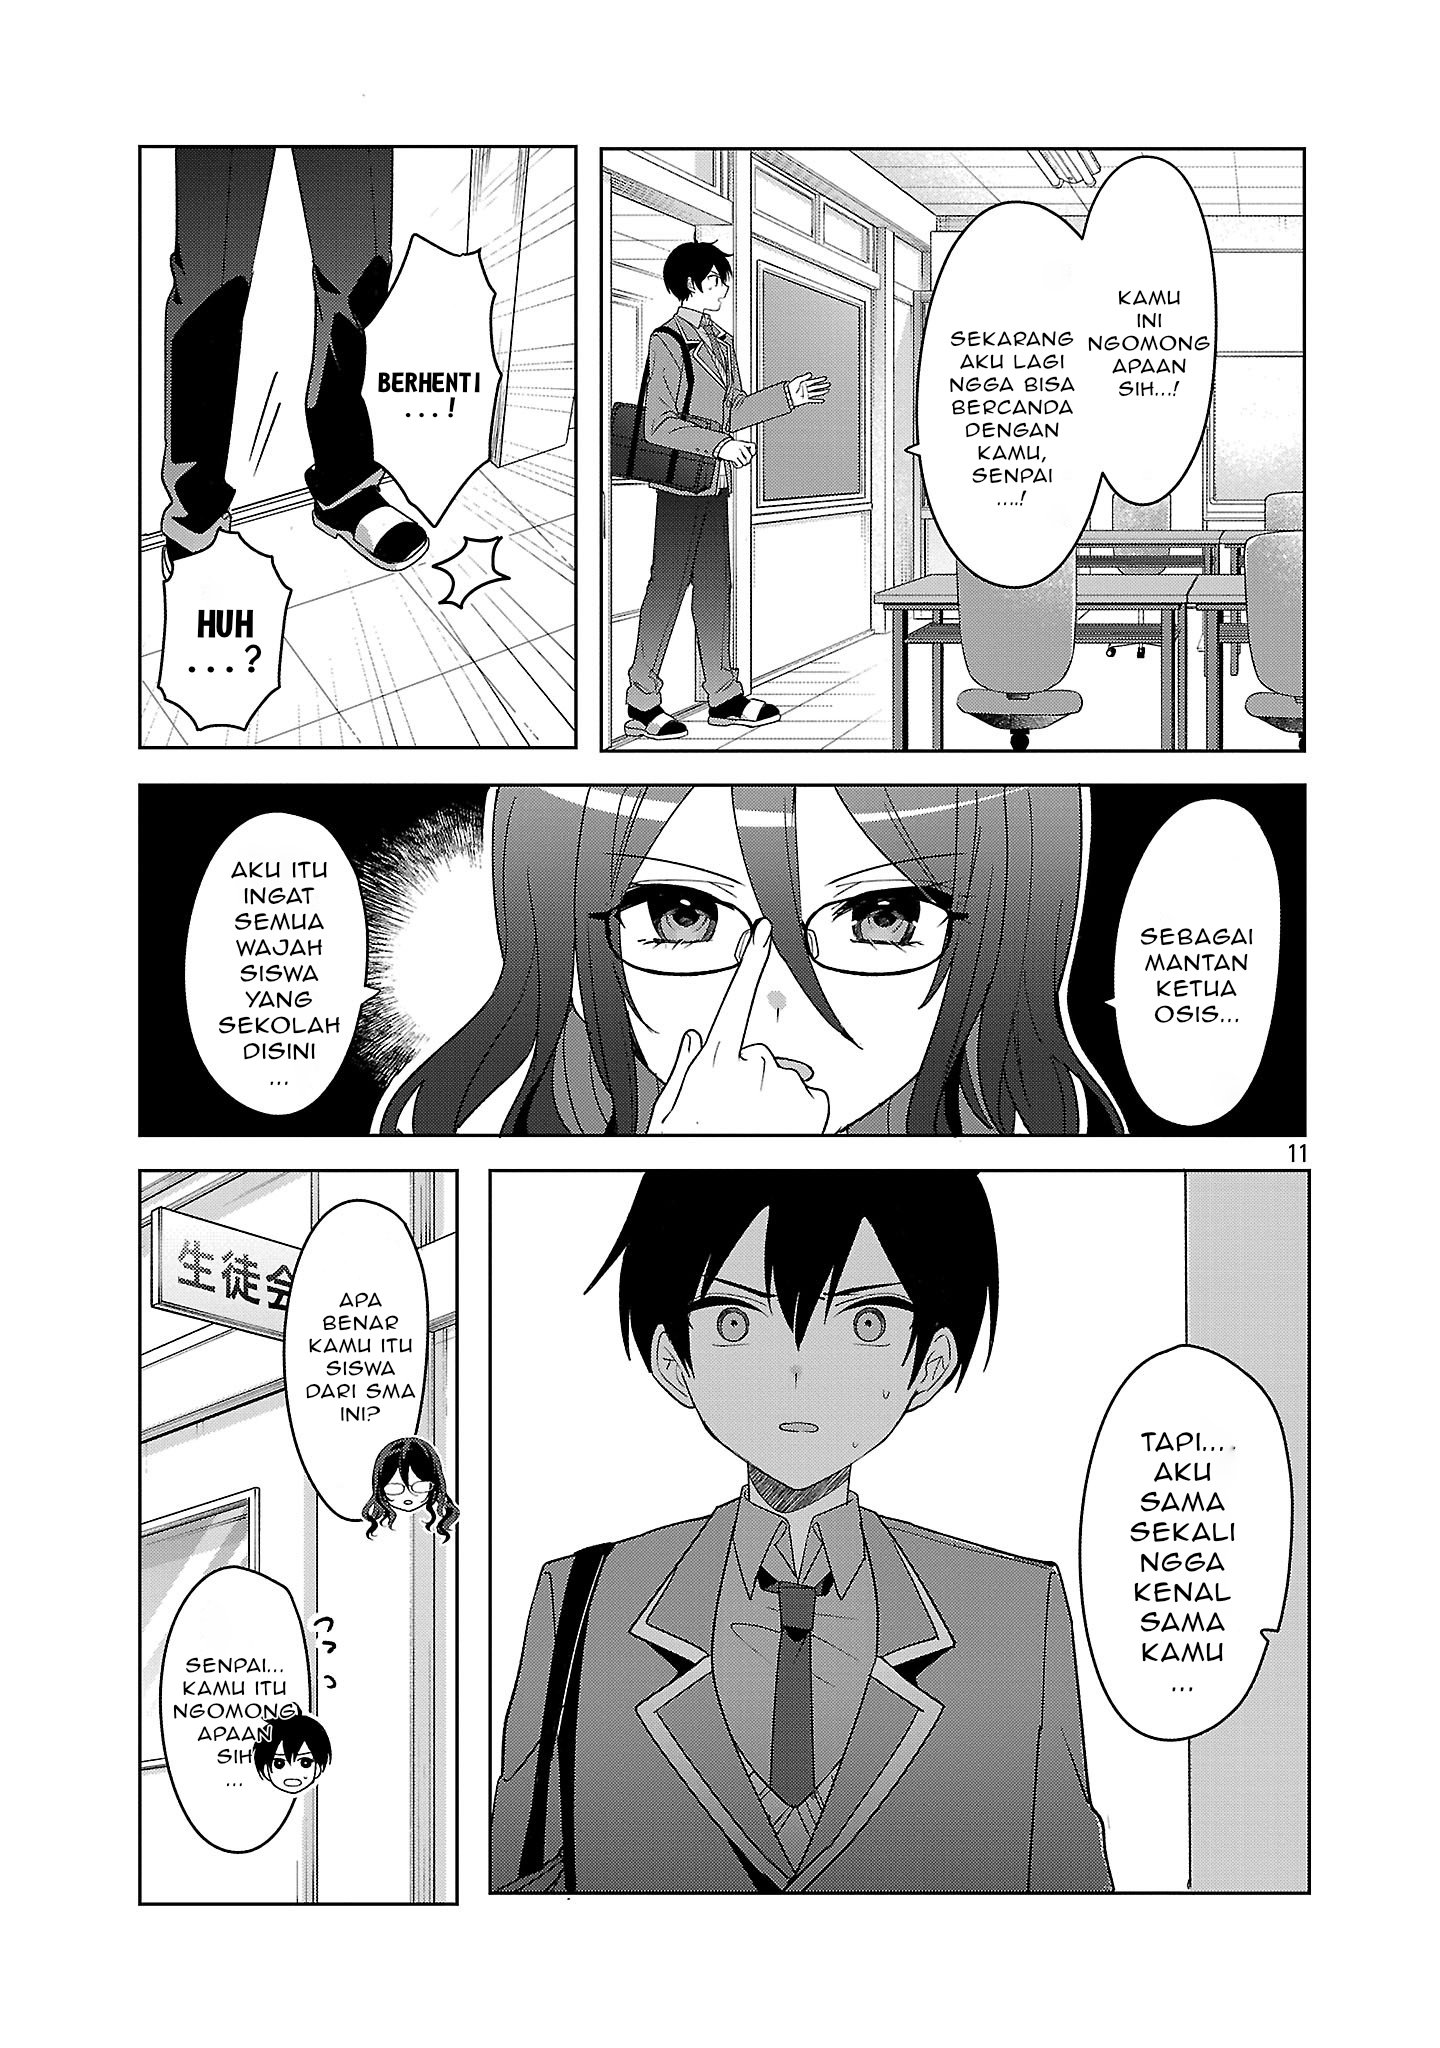 KAMU
INI
NGOMONG
APAAN
SIH...!
SEKARANG
AKU LAGI
NGGA BISA
BERCANDA
DENGAN
KAMU,
SENPAI
....!
BERHENTI
...!
HUH
...?
SEBAGAI
MANTAN
KETUA
OSIS...
AKU ITU
INGAT
SEMUA
WAJAH
SISWA
YANG
SEKOLAH
DISINI
...
11
TAPI....
AKU
SAMA
SEKALI
NGGA
KENAL
SAMA
KAMU
...
生徒会
APA
BENAR
KAMU ITU
SISWA
DARI SMA
INI?
SENPAI...
KAMU ITU
NGOMONG
APAAN
SIH
...